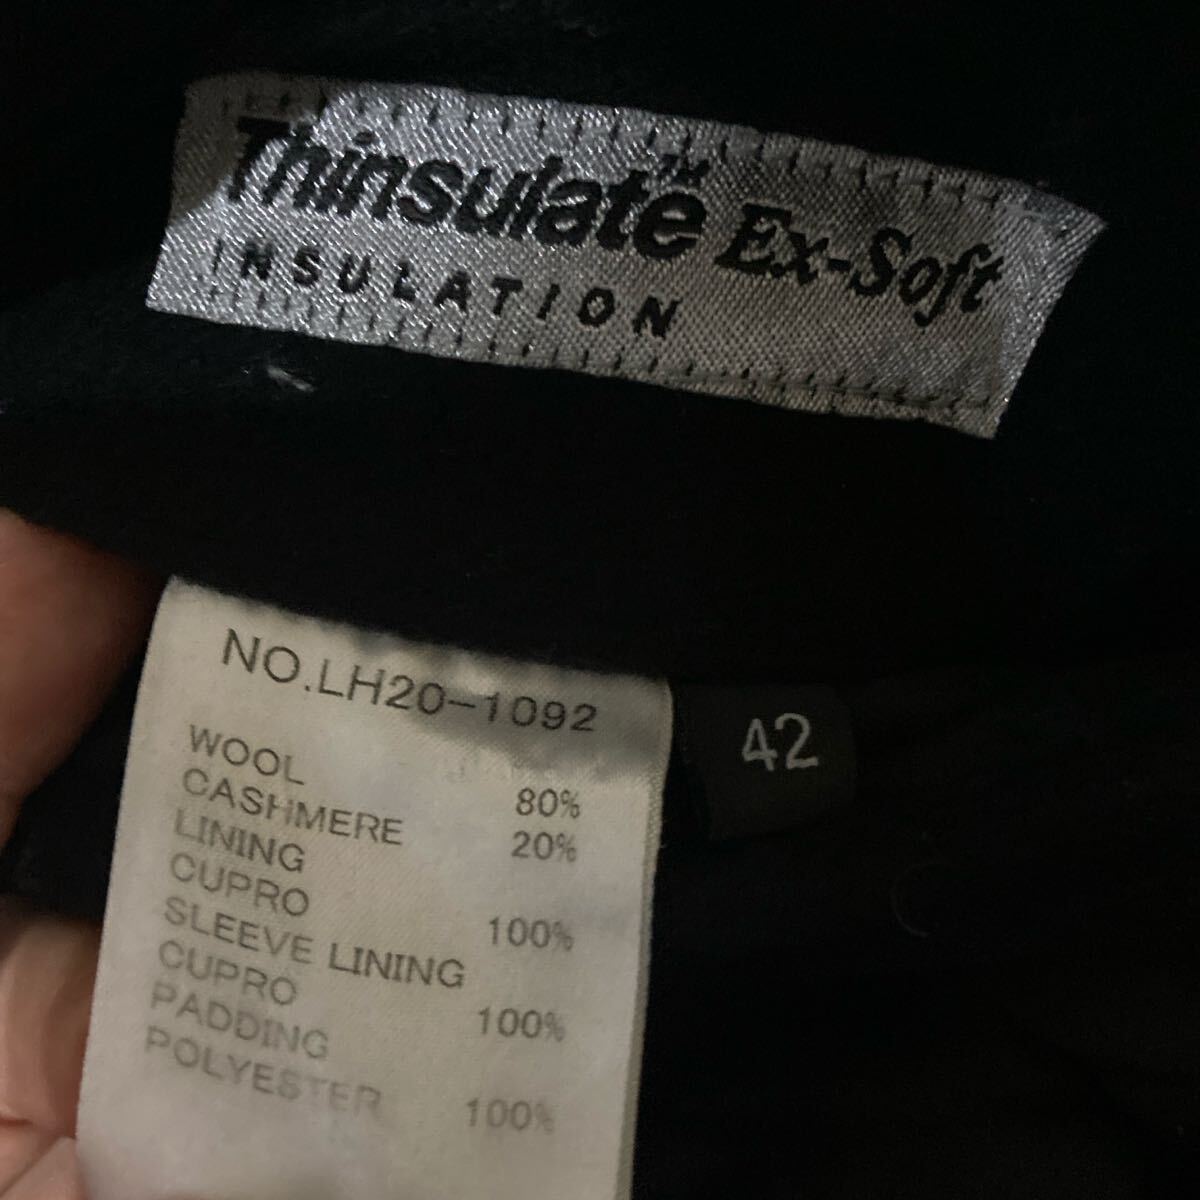 Thinsulate™ Ex-Soft
INSULATION
NO.LH20-1092
42
WOOL 80%
CASHMERE 20%
LINING
CUPRO 100%
SLEEVE LINING
CUPRO 100%
PADDING
POLYESTER 100%